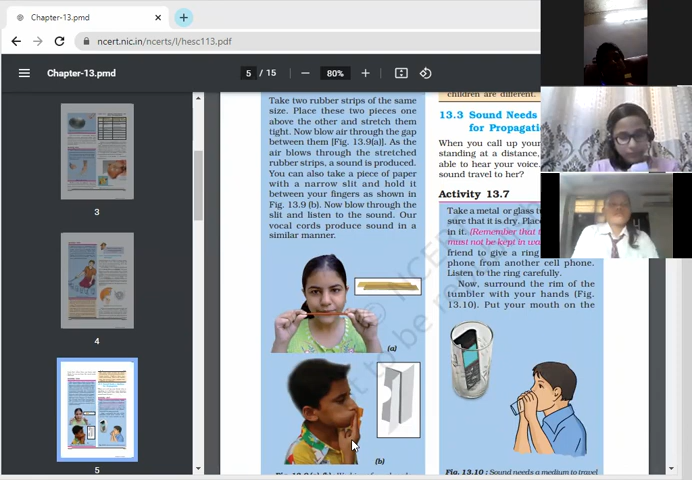 Chapter-13.pmd
ncert.nic.in/ncerts/l/hesc113.pdf
Chapter-13.pmd
5 / 15
80%
3
4
5
Take two rubber strips of the same
size. Place these two pieces one
above the other and stretch them
tight. Now blow air through the gap
between them [Fig. 13.9(a)]. As the
air blows through the stretched
rubber strips, a sound is produced.
You can also take a piece of paper
with a narrow slit and hold it
between your fingers as shown in
Fig. 13.9 (b). Now blow through the
slit and listen to the sound. Our
vocal cords produce sound in a
similar manner.
(a)
(b)
children are different.
13.3 Sound Needs
for Propagati
When you call up your
standing at a distance,
able to hear your voice.
sound travel to her?
Activity 13.7
Take a metal or glass tu
sure that it is dry. Place
in it. (Remember that t
must not be kept in wa
friend to give a ring
phone from another cell phone.
Listen to the ring carefully.
Now, surround the rim of the
tumbler with your hands (Fig.
13.10). Put your mouth on the
Fig. 13.10 : Sound needs a medium to travel